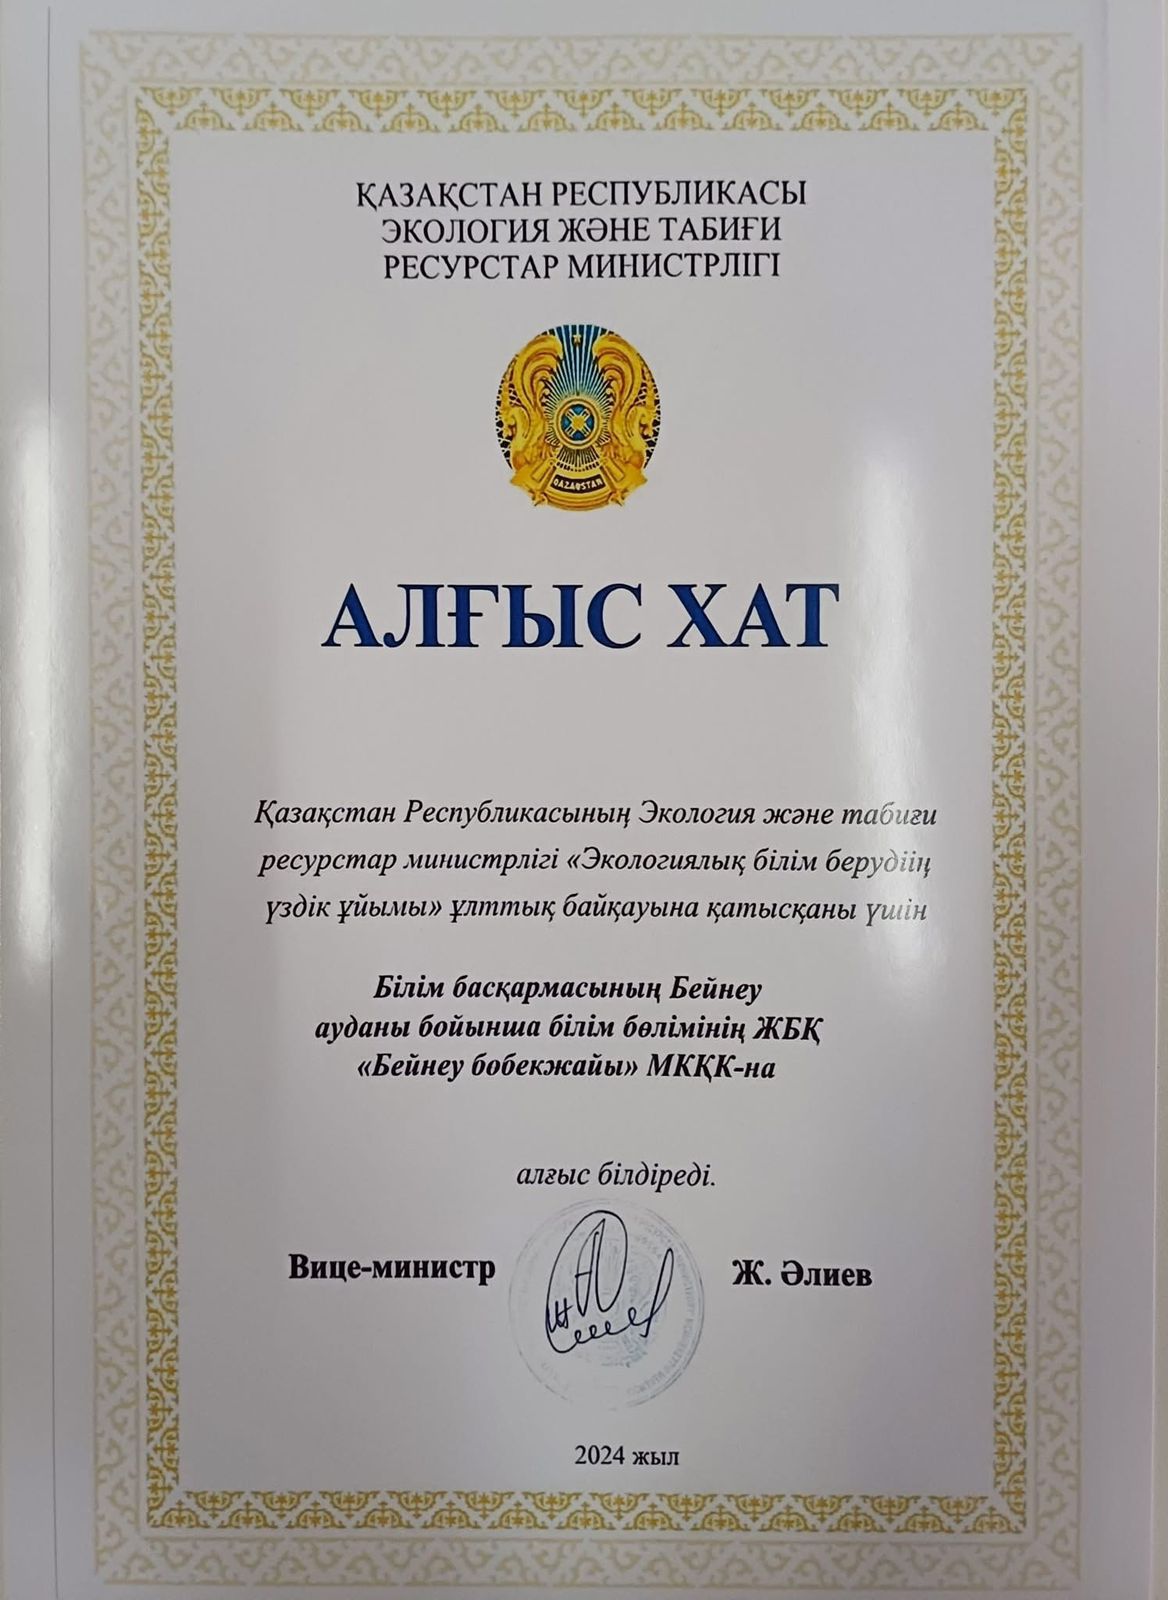 ҚАЗАҚСТАН РЕСПУБЛИКАСЫ
ЭКОЛОГИЯ ЖӘНЕ ТАБИҒИ
РЕСУРСТАР МИНИСТРЛІГІ
QAZAQSTAN
АЛҒЫС ХАТ
Қазақстан Республикасының Экология және табиғи
ресурстар министрлігі «Экологиялық білім берудіің
үздік ұйымы» ұлттық байқауына қатысқаны үшін
Білім басқармасының Бейнеу
ауданы бойынша білім бөлімінің ЖБҚ
«Бейнеу бөбекжайы» МКҚК-на
алғыс білдіреді.
Вице-министр
Ж. Әлиев
2024 жыл